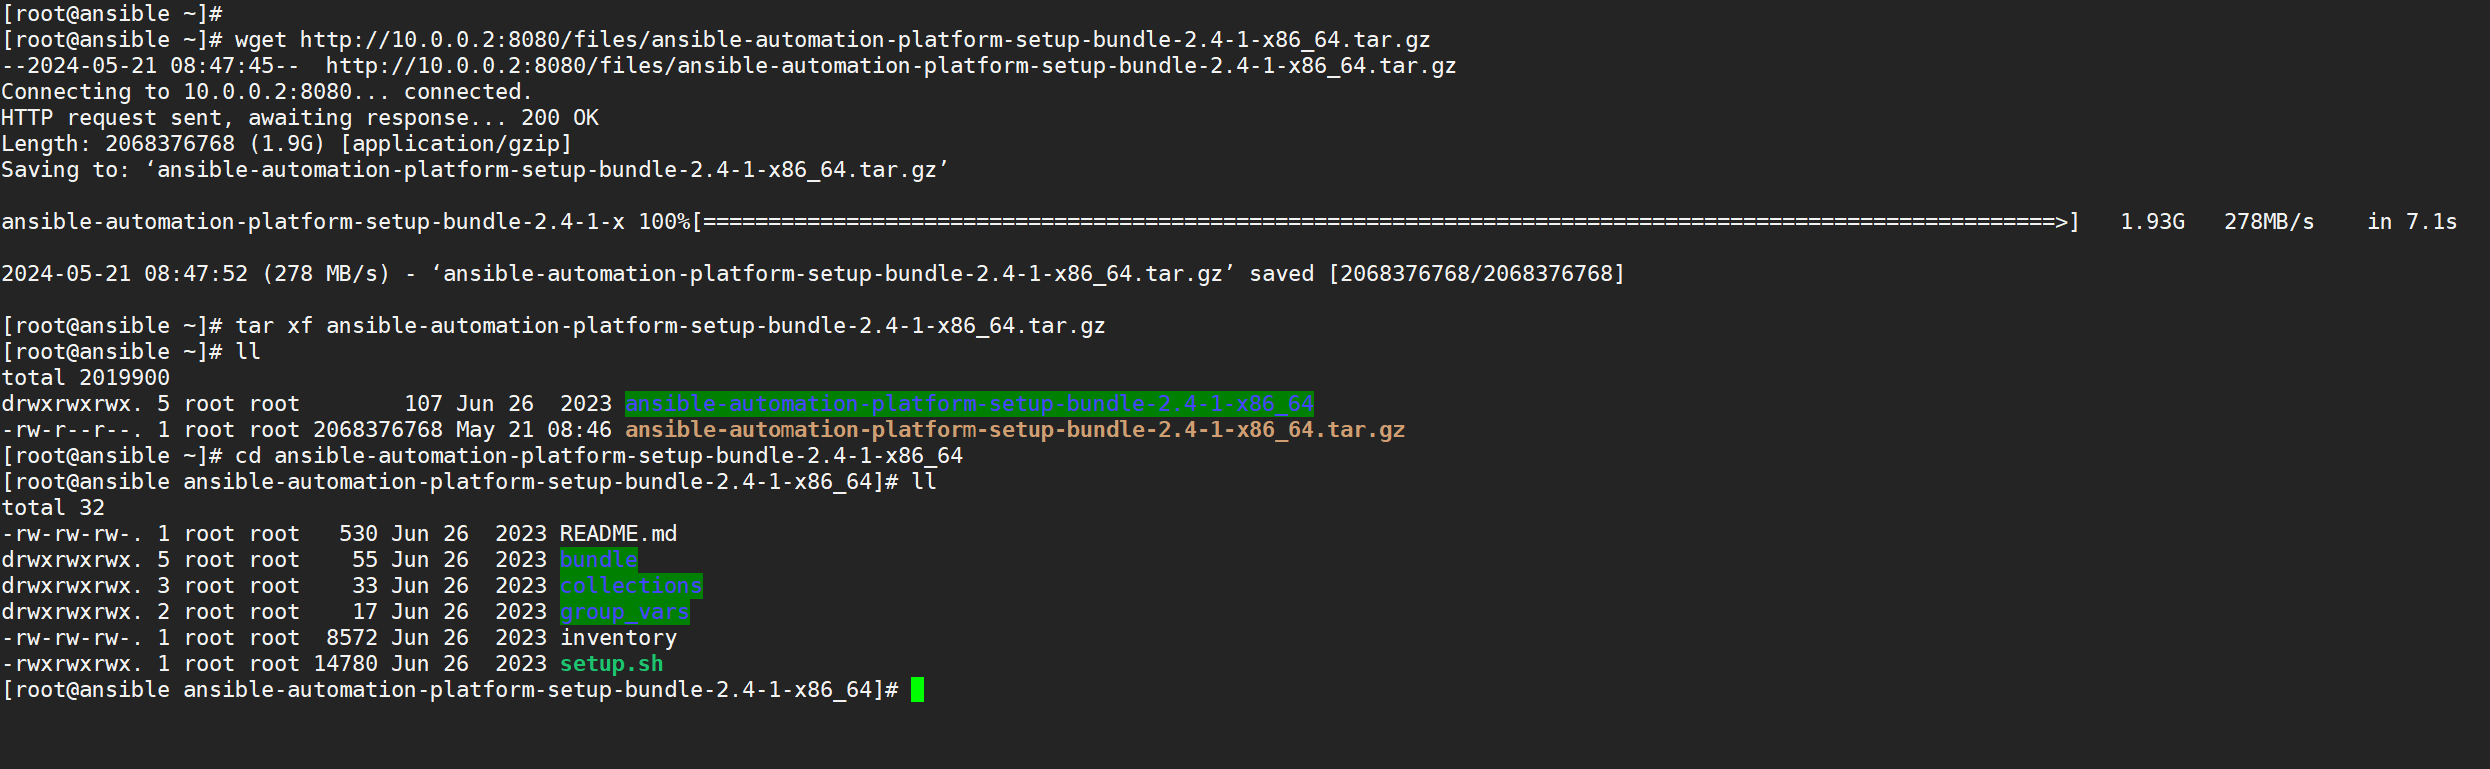 [root@ansible ~]#
[root@ansible ~]# wget http://10.0.0.2:8080/files/ansible-automation-platform-setup-bundle-2.4-1-x86_64.tar.gz
--2024-05-21 08:47:45--  http://10.0.0.2:8080/files/ansible-automation-platform-setup-bundle-2.4-1-x86_64.tar.gz
Connecting to 10.0.0.2:8080... connected.
HTTP request sent, awaiting response... 200 OK
Length: 2068376768 (1.9G) [application/gzip]
Saving to: ‘ansible-automation-platform-setup-bundle-2.4-1-x86_64.tar.gz’
ansible-automation-platform-setup-bundle-2.4-1-x 100%[========================================================================================================>]   1.93G   278MB/s    in 7.1s
2024-05-21 08:47:52 (278 MB/s) - ‘ansible-automation-platform-setup-bundle-2.4-1-x86_64.tar.gz’ saved [2068376768/2068376768]
[root@ansible ~]# tar xf ansible-automation-platform-setup-bundle-2.4-1-x86_64.tar.gz
[root@ansible ~]# ll
total 2019900
drwxrwxrwx. 5 root root        107 Jun 26  2023 ansible-automation-platform-setup-bundle-2.4-1-x86_64
-rw-r--r--. 1 root root 2068376768 May 21 08:46 ansible-automation-platform-setup-bundle-2.4-1-x86_64.tar.gz
[root@ansible ~]# cd ansible-automation-platform-setup-bundle-2.4-1-x86_64
[root@ansible ansible-automation-platform-setup-bundle-2.4-1-x86_64]# ll
total 32
-rw-rw-rw-. 1 root root   530 Jun 26  2023 README.md
drwxrwxrwx. 5 root root    55 Jun 26  2023 bundle
drwxrwxrwx. 3 root root    33 Jun 26  2023 collections
drwxrwxrwx. 2 root root    17 Jun 26  2023 group_vars
-rw-rw-rw-. 1 root root  8572 Jun 26  2023 inventory
-rwxrwxrwx. 1 root root 14780 Jun 26  2023 setup.sh
[root@ansible ansible-automation-platform-setup-bundle-2.4-1-x86_64]#